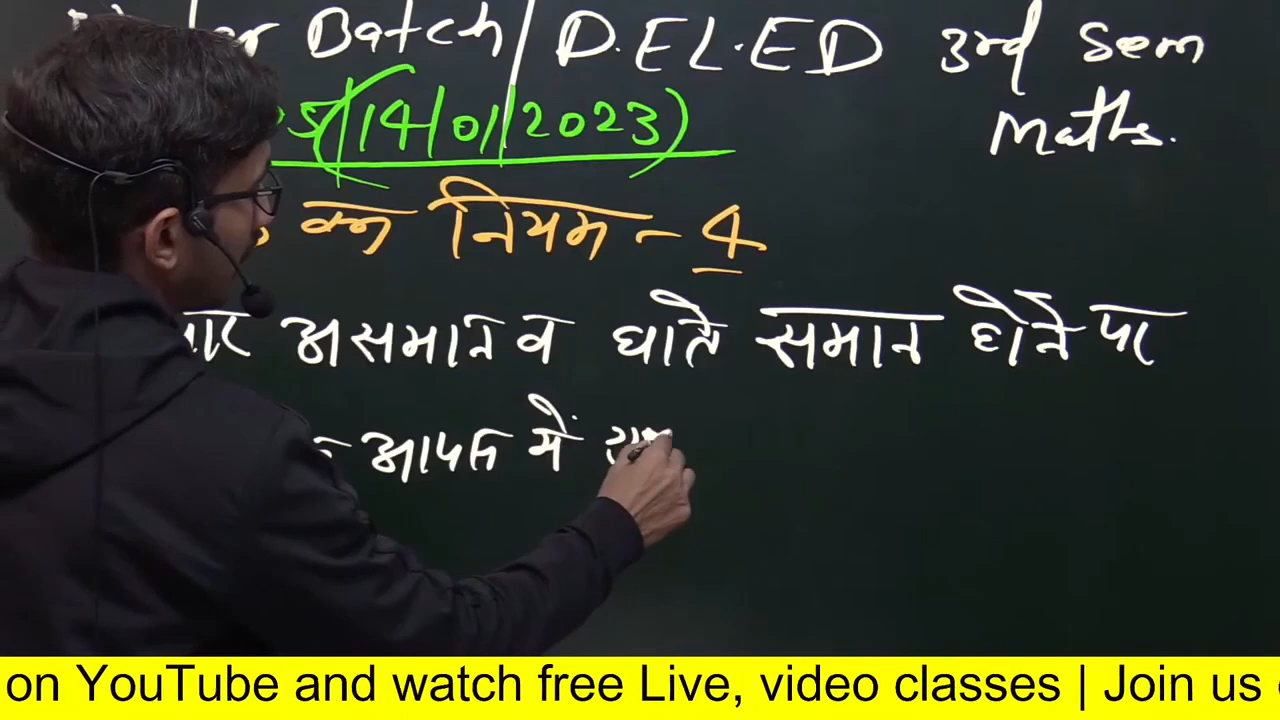 Batch / D.EL.ED 3rd Sem
Maths.
(14/01/2023)
का नियम - 4
असमान व घाते समान होने पर
आपस में
on YouTube and watch free Live, video classes | Join us